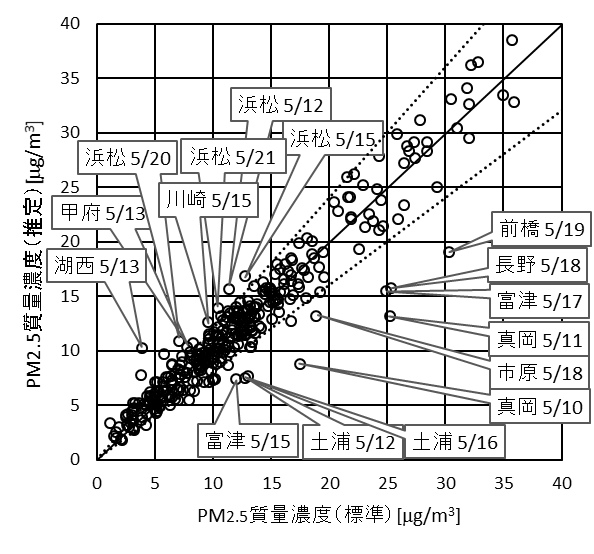 PM2.5質量濃度(推定) [μg/m³]
40
35
30
25
20
15
10
5
0
浜松 5/12
浜松 5/15
浜松 5/20
浜松 5/21
川崎 5/15
甲府 5/13
湖西 5/13
前橋 5/19
長野 5/18
富津 5/17
真岡 5/11
市原 5/18
真岡 5/10
富津 5/15
土浦 5/12
土浦 5/16
0 5 10 15 20 25 30 35 40
PM2.5質量濃度(標準) [μg/m³]